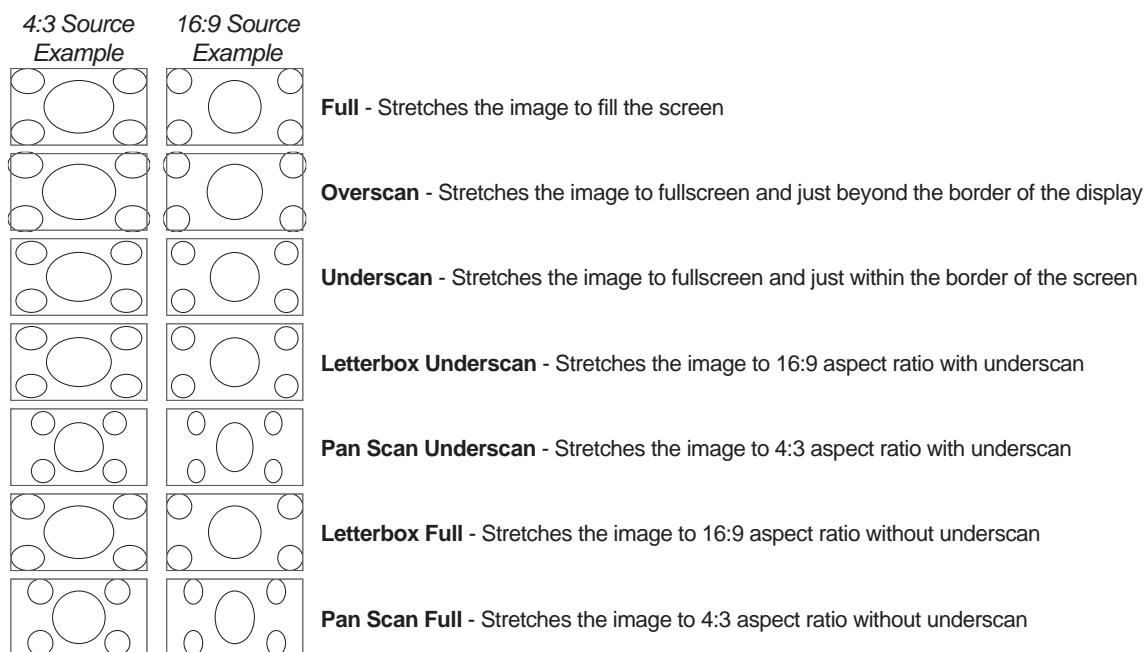 4:3 Source Example
16:9 Source Example
Full - Stretches the image to fill the screen
Overscan - Stretches the image to fullscreen and just beyond the border of the display
Underscan - Stretches the image to fullscreen and just within the border of the screen
Letterbox Underscan - Stretches the image to 16:9 aspect ratio with underscan
Pan Scan Underscan - Stretches the image to 4:3 aspect ratio with underscan
Letterbox Full - Stretches the image to 16:9 aspect ratio without underscan
Pan Scan Full - Stretches the image to 4:3 aspect ratio without underscan